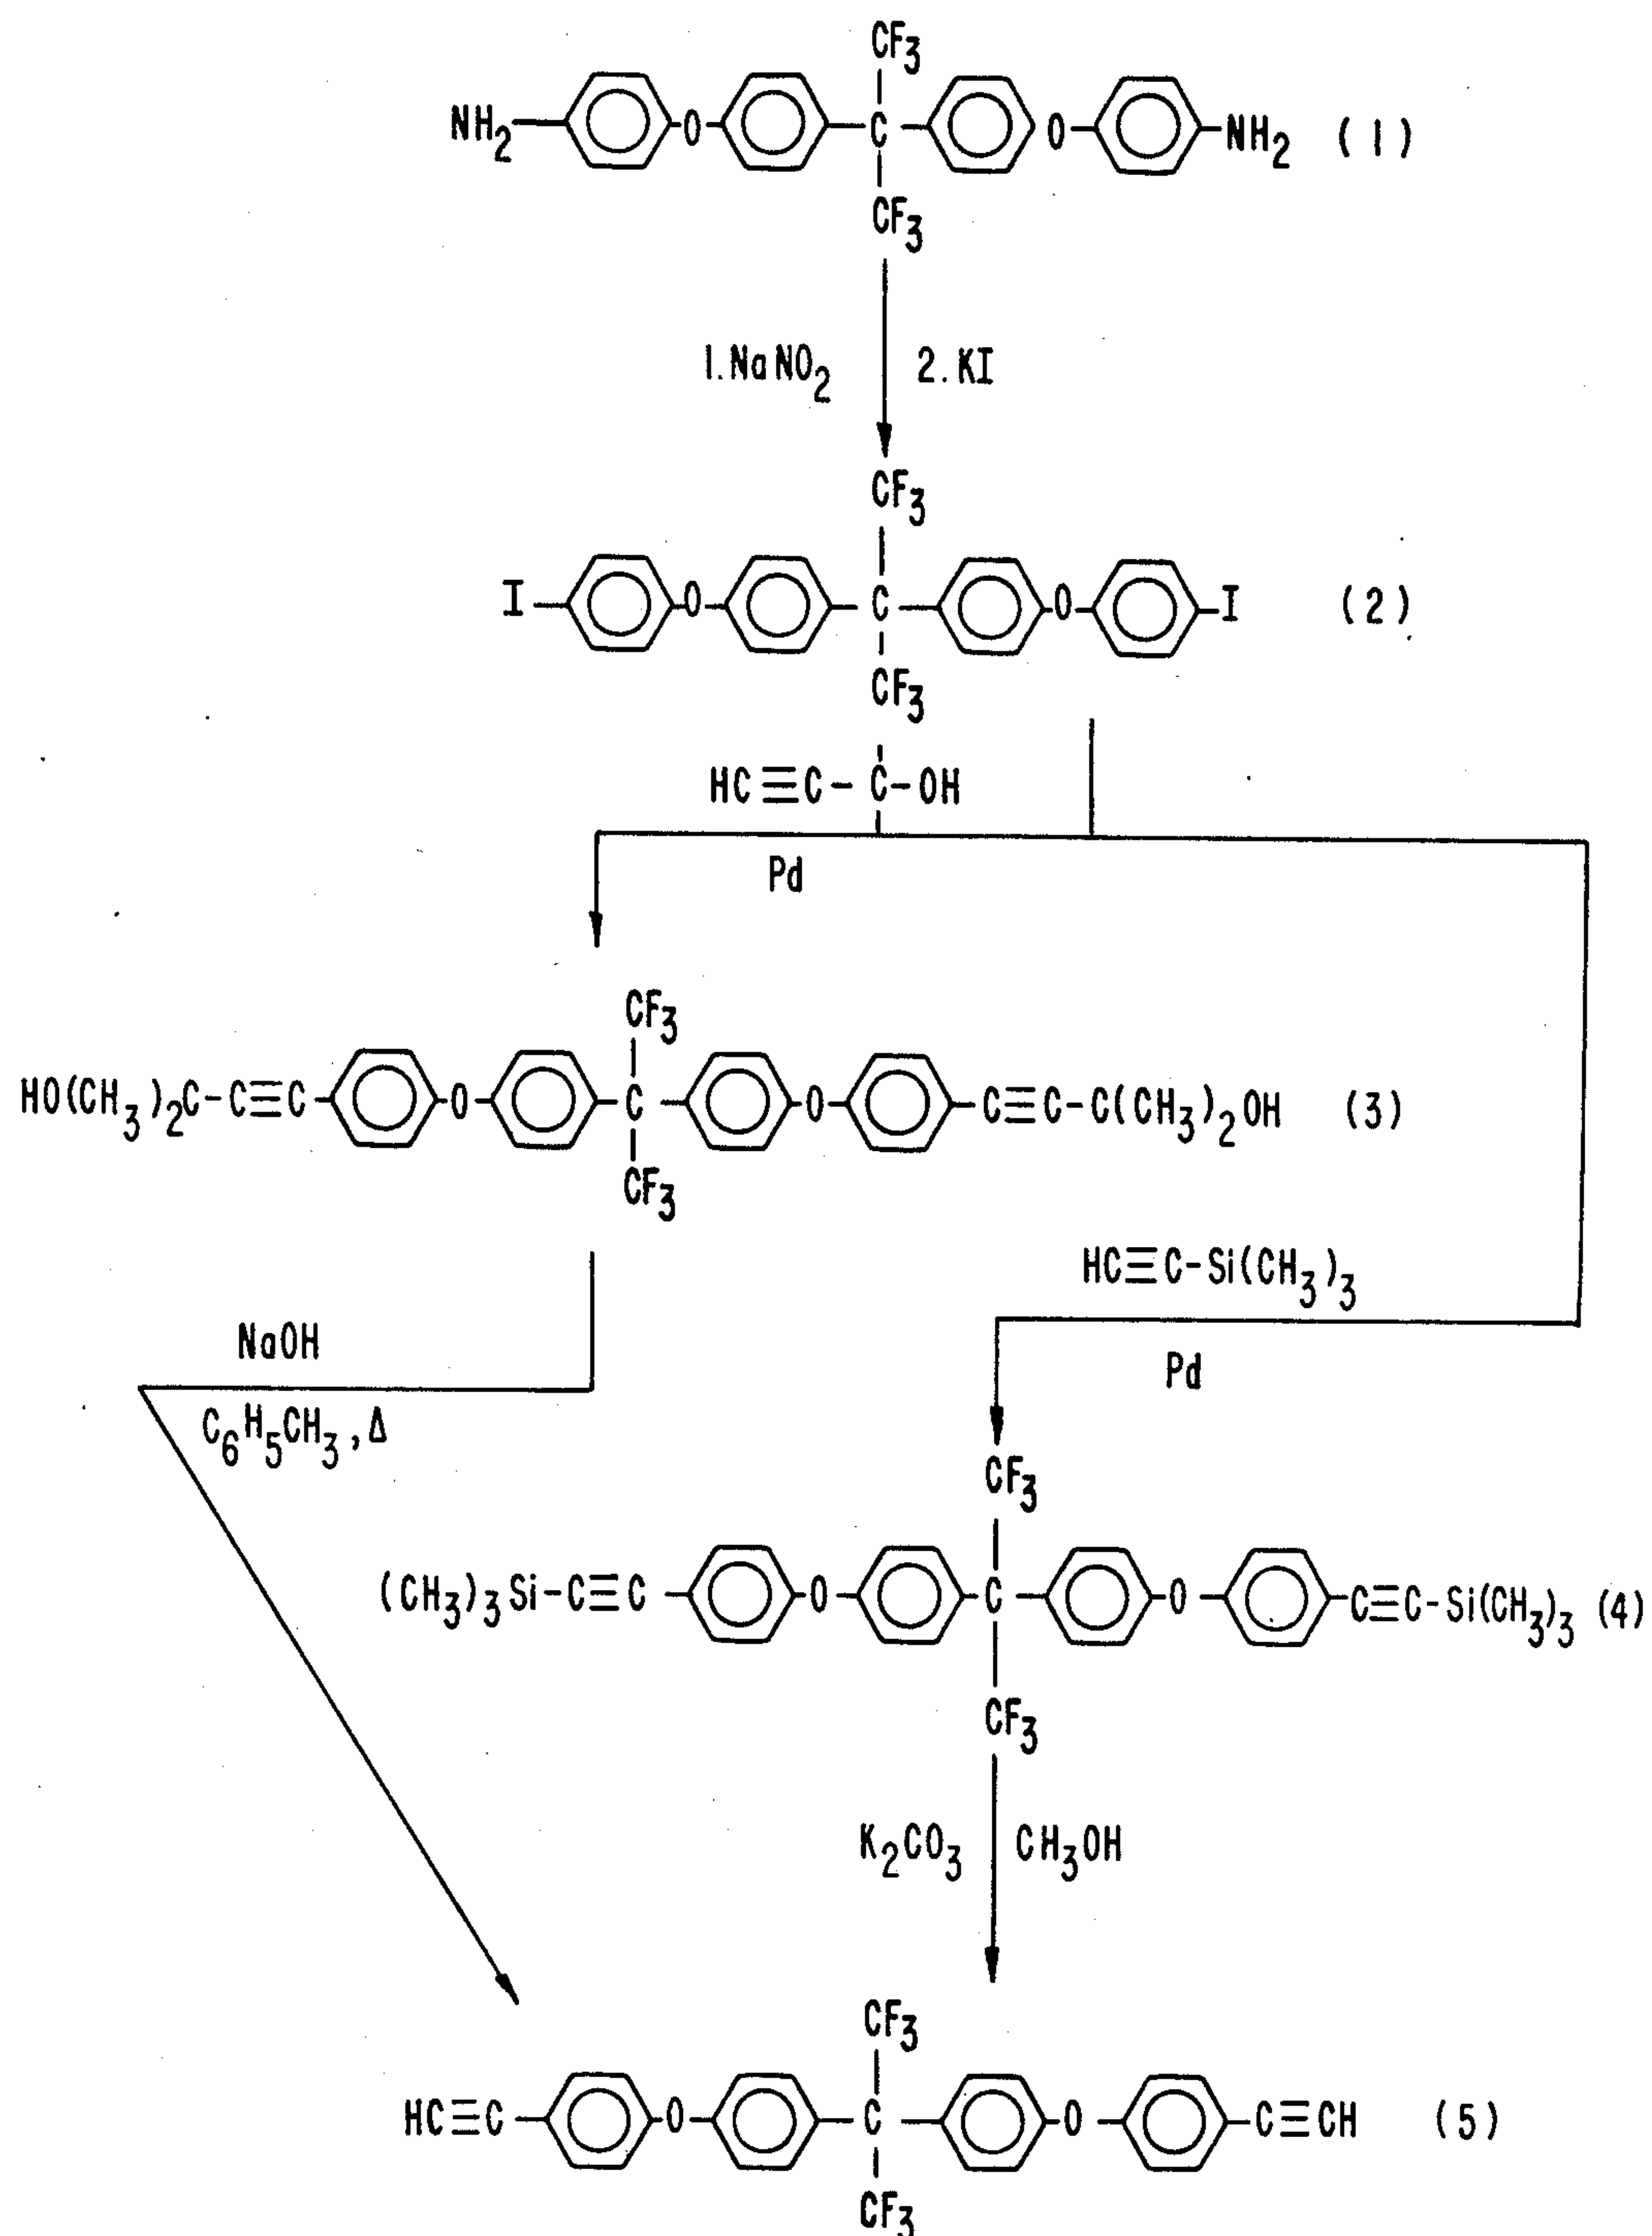 CF3
NH2 O C O NH2 (1)
CF3
1. NaNO2 2. KI
CF3
I O C O I (2)
CF3
HC≡C-C-OH
Pd
CF3
HO(CH3)2C-C≡C O C O C≡C-C(CH3)2OH (3)
CF3
HC≡C-Si(CH3)3
NaOH
Pd
C6H5CH3, Δ
CF3
(CH3)3Si-C≡C O C O C≡C-Si(CH3)3 (4)
CF3
K2CO3 CH3OH
CF3
HC≡C O C O C≡CH (5)
CF3